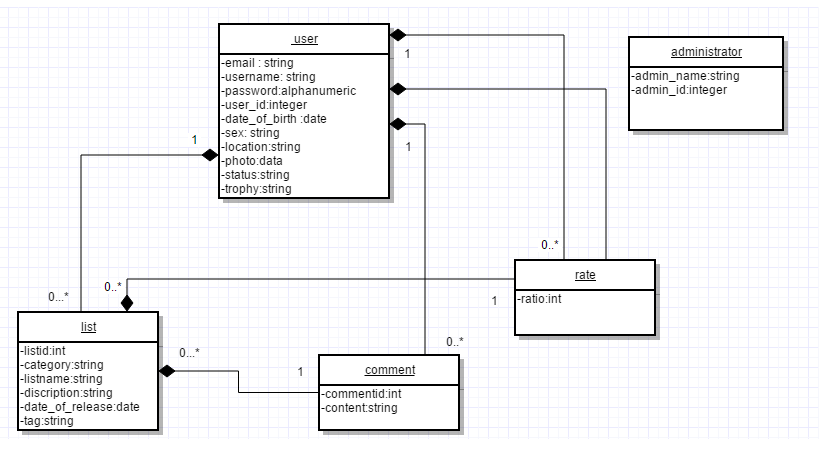 user
-email : string
-username: string
-password:alphanumeric
-user_id:integer
-date_of_birth :date
-sex: string
-location:string
-photo:data
-status:string
-trophy:string
administrator
-admin_name:string
-admin_id:integer
1
1
1
0..*
0...*
0..*
1
rate
-ratio:int
list
-listid:int
-category:string
-listname:string
-discription:string
-date_of_release:date
-tag:string
0...*
1
0..*
comment
-commentid:int
-content:string